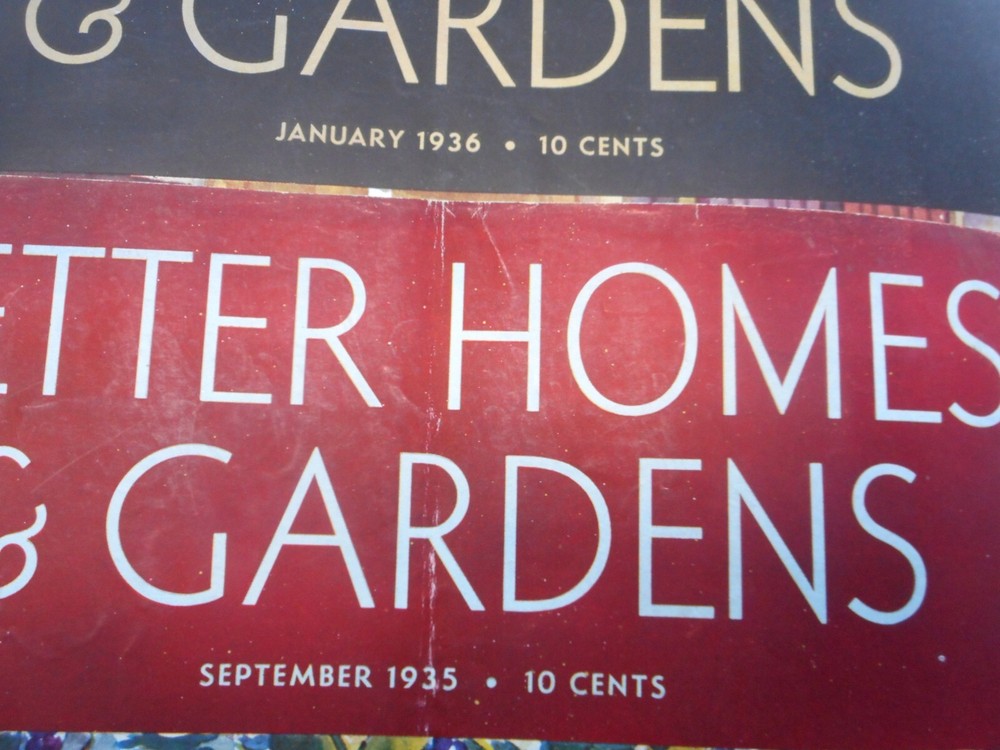 & GARDENS
JANUARY 1936 • 10 CENTS
ETTER HOMES
& GARDENS
SEPTEMBER 1935 • 10 CENTS